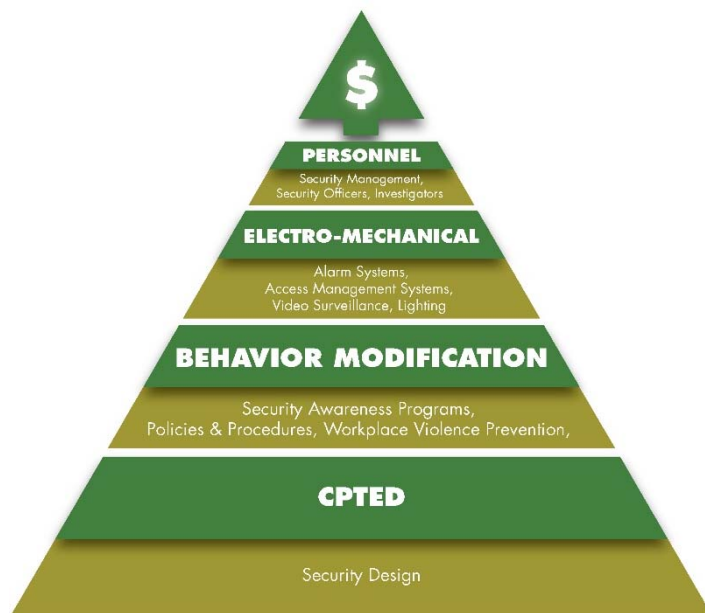 $
PERSONNEL
Security Management,
Security Officers, Investigators
ELECTRO-MECHANICAL
Alarm Systems,
Access Management Systems,
Video Surveillance, Lighting
BEHAVIOR MODIFICATION
Security Awareness Programs,
Policies & Procedures, Workplace Violence Prevention,
CPTED
Security Design